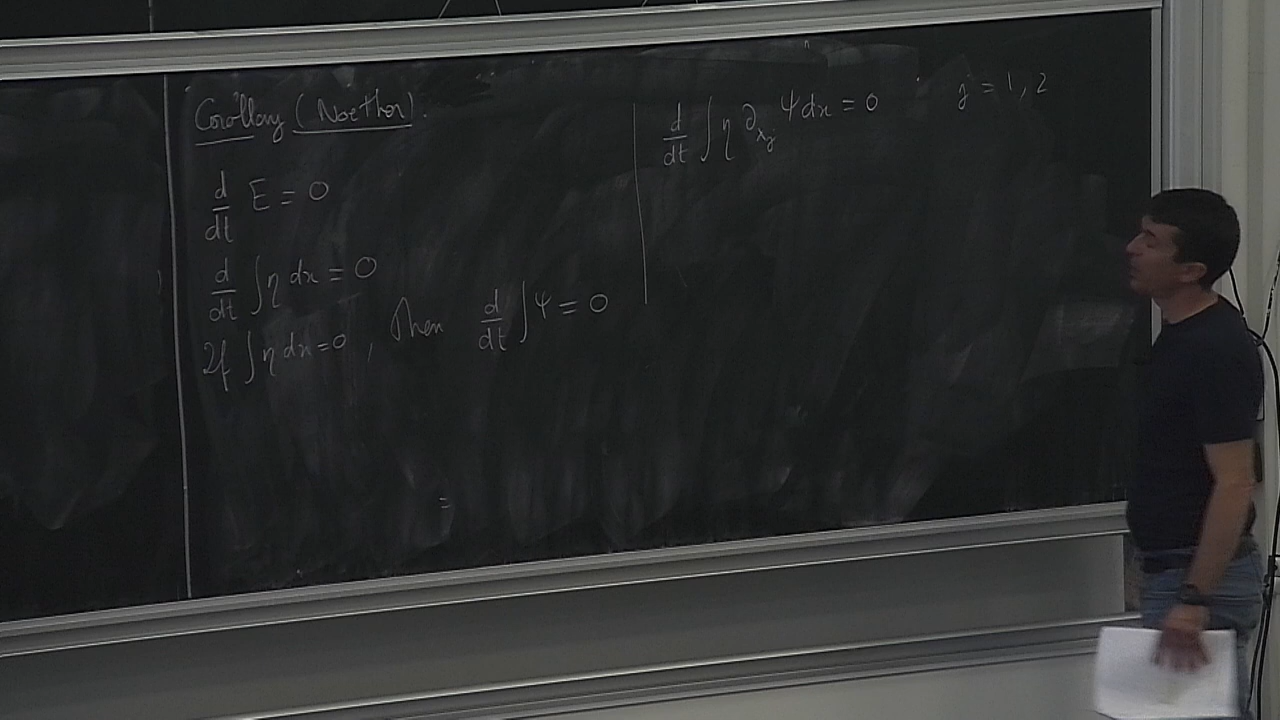 Corollary (Noether).
d/dt E = 0
d/dt ∫ η dx = 0
If ∫ η dx = 0, then d/dt ∫ ψ = 0
d/dt ∫ η ∂_{x_j} ψ dx = 0    j = 1, 2
=